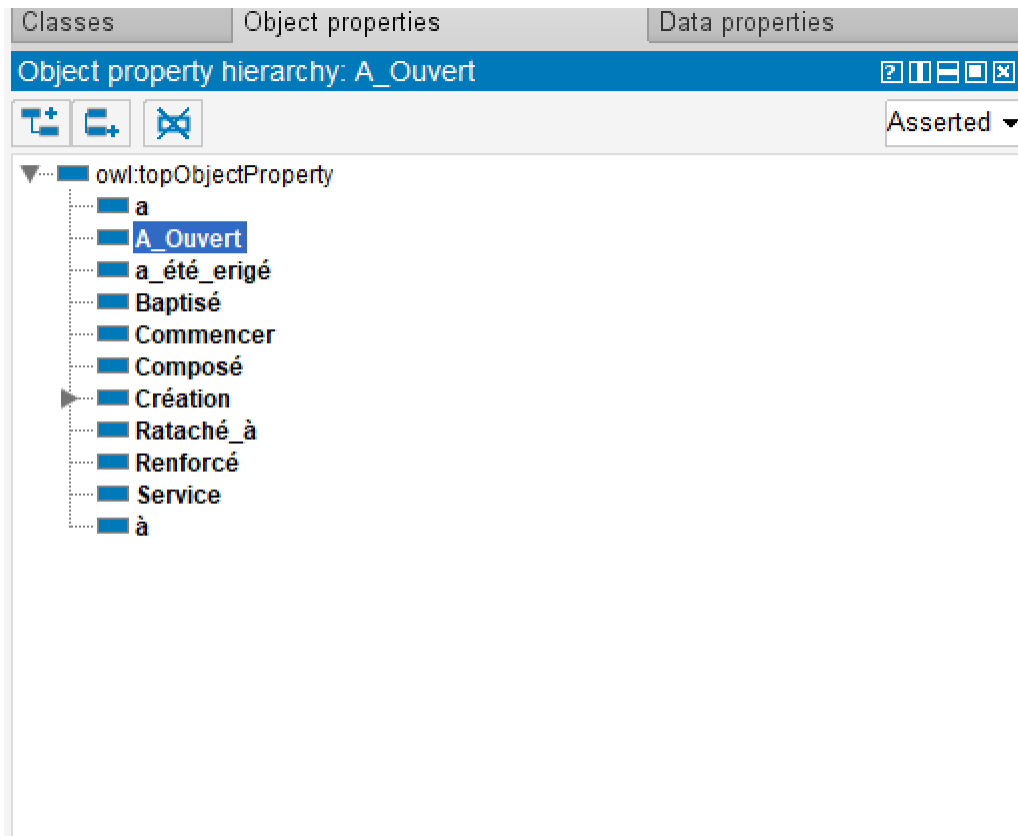 Classes Object properties Data properties
Object property hierarchy: A_Ouvert
Asserted
owl:topObjectProperty
a
A_Ouvert
a_été_erigé
Baptisé
Commencer
Composé
Création
Rataché_à
Renforcé
Service
à